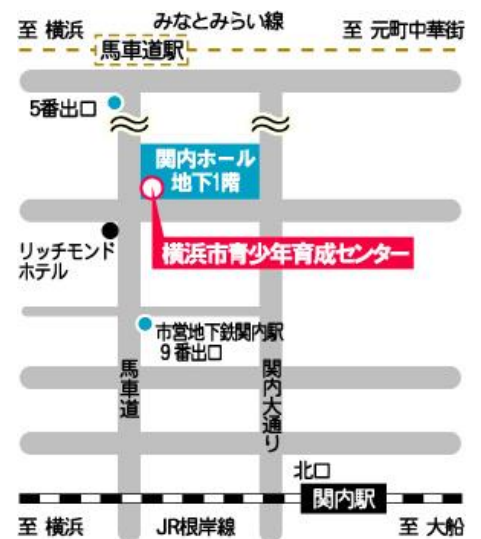 至 横浜
みなとみらい線
至 元町中華街
馬車道駅
5番出口
関内ホール
地下1階
横浜市青少年育成センター
リッチモンド
ホテル
市営地下鉄関内駅
9番出口
馬車道
関内大通り
北口
関内駅
至 横浜
JR根岸線
至 大船